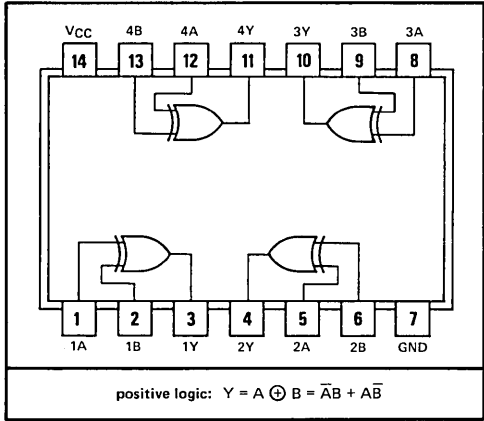 VCC 4B 4A 4Y 3Y 3B 3A
14 13 12 11 10 9 8
1 2 3 4 5 6 7
1A 1B 1Y 2Y 2A 2B GND
positive logic: Y = A ⊕ B = A̅B + AB̅